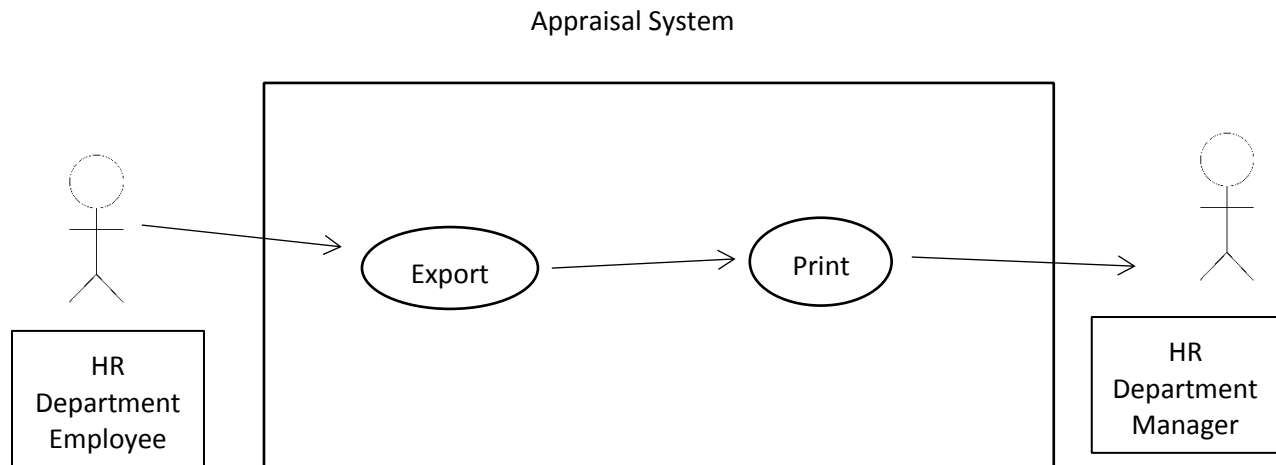 Appraisal System
Export
Print
HR
Department
Employee
HR
Department
Manager